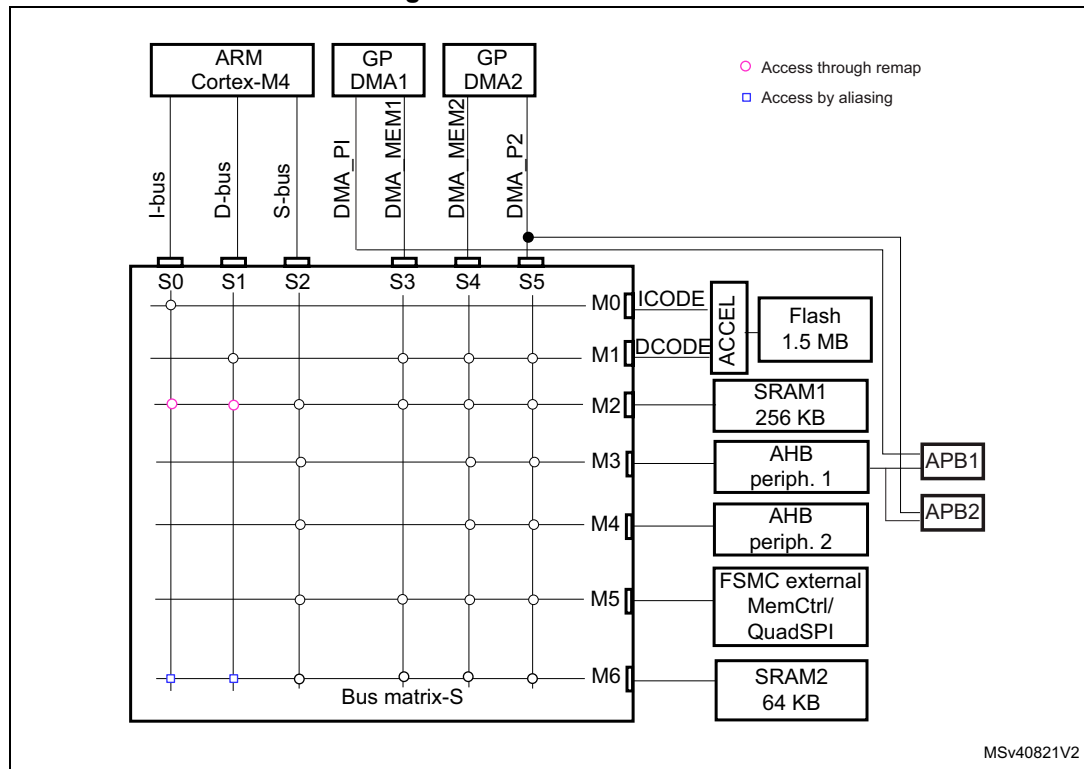 ARM
Cortex-M4
GP
DMA1
GP
DMA2
Access through remap
Access by aliasing
I-bus
D-bus
S-bus
DMA_PI
DMA_MEM1
DMA_MEM2
DMA_P2
S0 S1 S2 S3 S4 S5
M0 ICODE
M1 DCODE
ACCEL
Flash
1.5 MB
M2
SRAM1
256 KB
M3
AHB
periph. 1
APB1
M4
AHB
periph. 2
APB2
M5
FSMC external
MemCtrl/
QuadSPI
M6
SRAM2
64 KB
Bus matrix-S
MSv40821V2